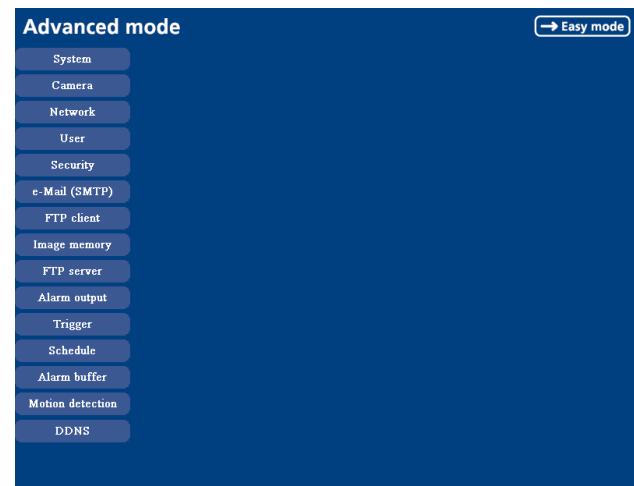 Advanced mode
→ Easy mode
System
Camera
Network
User
Security
e-Mail (SMTP)
FTP client
Image memory
FTP server
Alarm output
Trigger
Schedule
Alarm buffer
Motion detection
DDNS